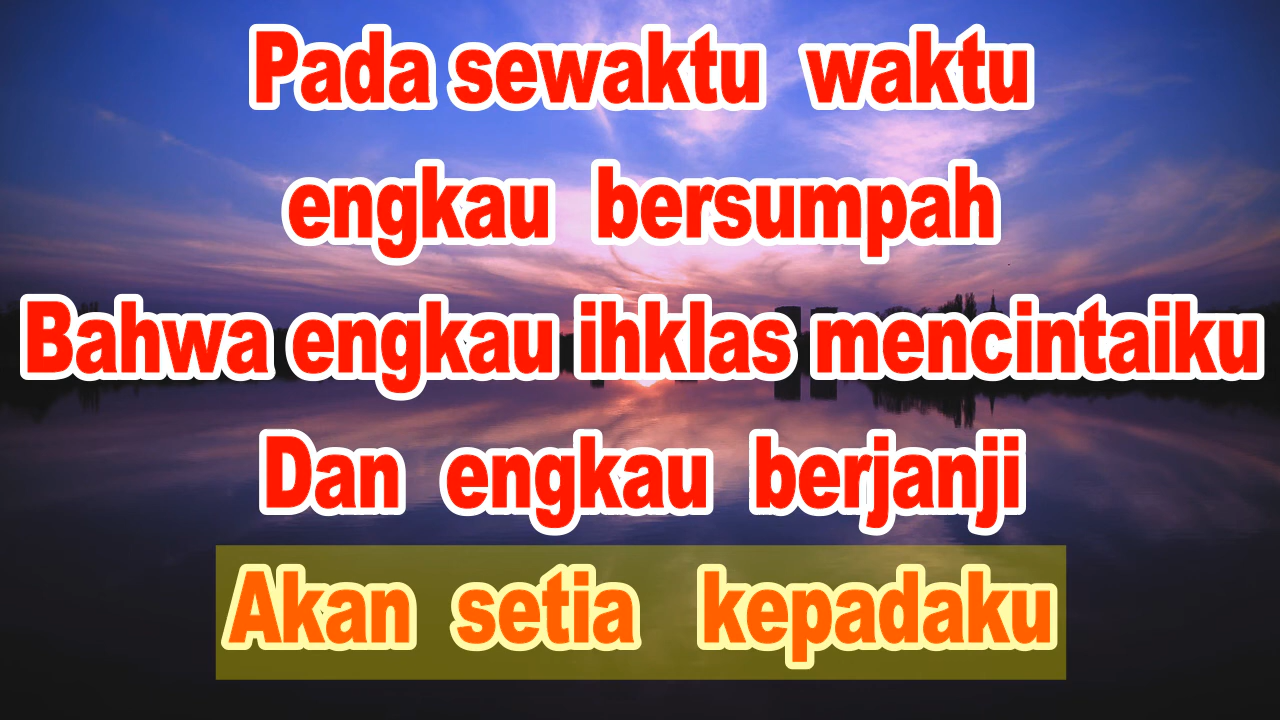 Pada sewaktu waktu
engkau bersumpah
Bahwa engkau ihklas mencintaiku
Dan engkau berjanji
Akan setia kepadaku